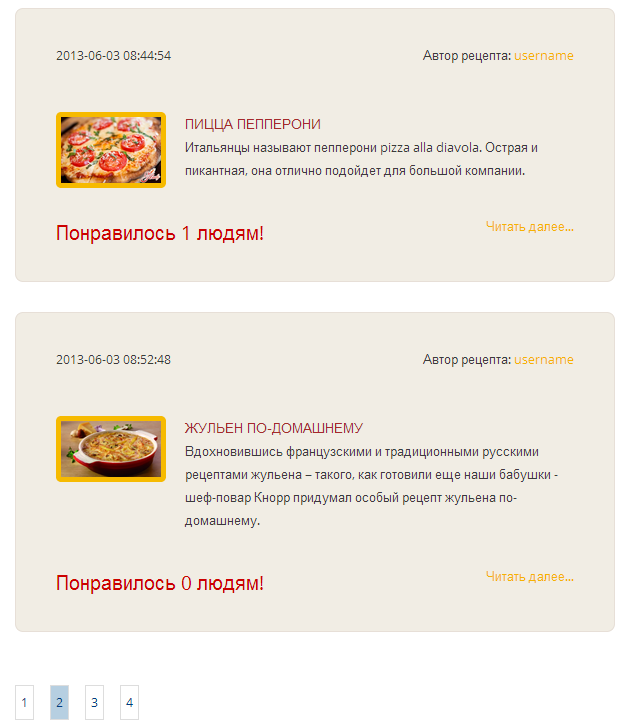 2013-06-03 08:44:54 Автор рецепта: username
ПИЦЦА ПЕППЕРОНИ
Итальянцы называют пепперони pizza alla diavola. Острая и
пикантная, она отлично подойдет для большой компании.
Понравилось 1 людям! Читать далее...
2013-06-03 08:52:48 Автор рецепта: username
ЖУЛЬЕН ПО-ДОМАШНЕМУ
Вдохновившись французскими и традиционными русскими
рецептами жульена – такого, как готовили еще наши бабушки -
шеф-повар Кнорр придумал особый рецепт жульена по-
домашнему.
Понравилось 0 людям! Читать далее...
1 2 3 4